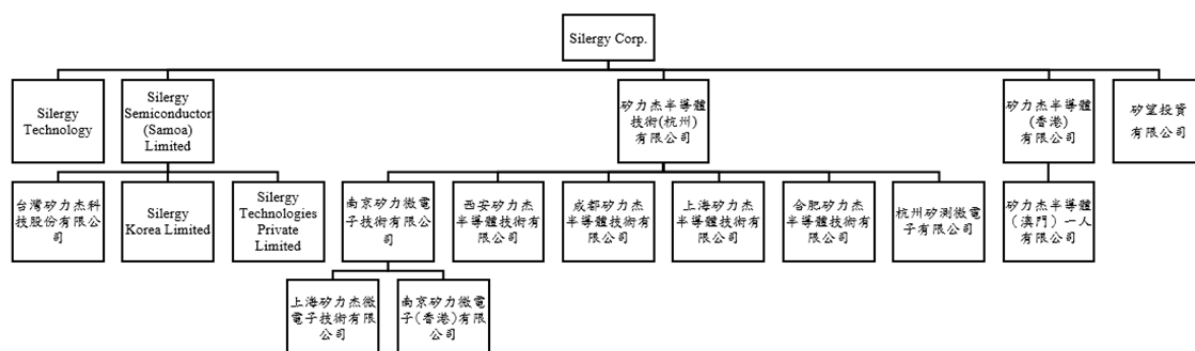 Silergy Corp.
Silergy
Technology
Silergy
Semiconductor
(Samoa)
Limited
矽力杰半導體
技術(杭州)
有限公司
矽力杰半導體
(香港)
有限公司
矽望投資
有限公司
台灣矽力杰科
技股份有限公
司
Silergy
Korea Limited
Silergy
Technologies
Private
Limited
南京矽力微電
子技術有限公
司
西安矽力杰
半導體技術有
限公司
成都矽力杰
半導體技術有
限公司
上海矽力杰
半導體技術有
限公司
合肥矽力杰
半導體技術有
限公司
杭州矽測微電
子有限公司
矽力杰半導體
（澳門）一人
有限公司
上海矽力杰微
電子技術有限
公司
南京矽力微電
子(香港)有限
公司